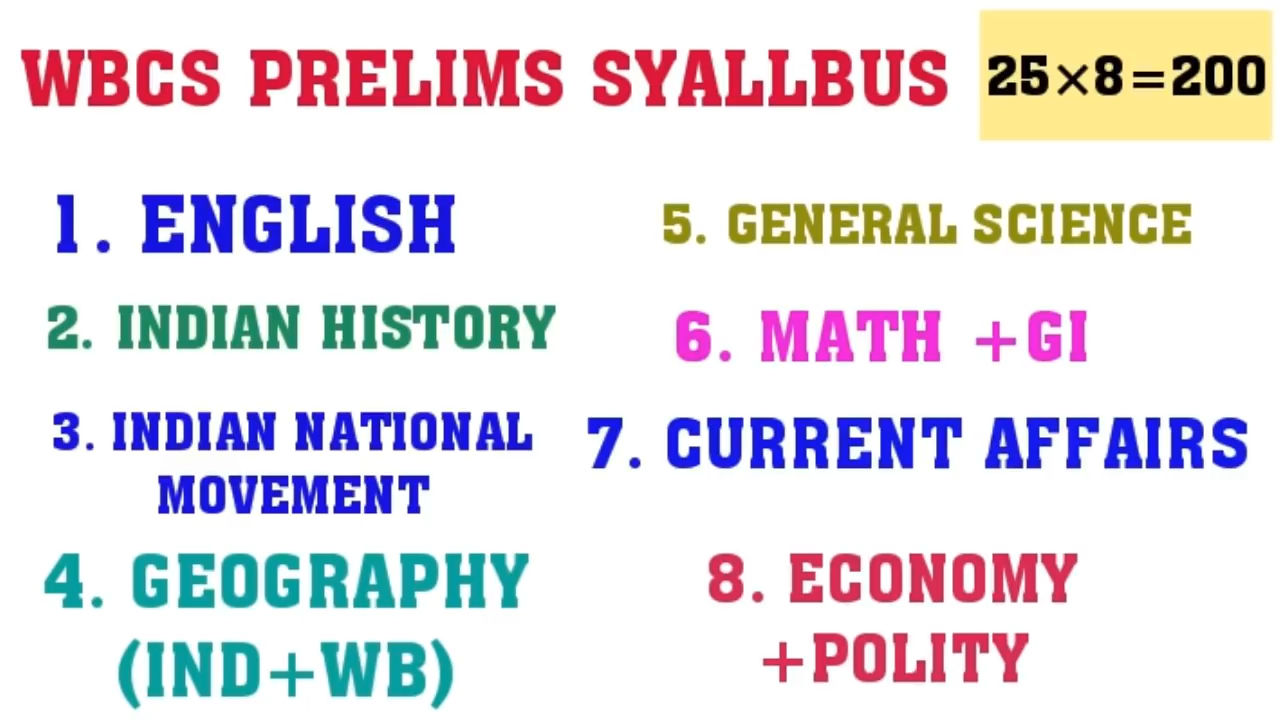 WBCS PRELIMS SYALLBUS
25×8=200
1. ENGLISH
2. INDIAN HISTORY
3. INDIAN NATIONAL
MOVEMENT
4. GEOGRAPHY
(IND+WB)
5. GENERAL SCIENCE
6. MATH +GI
7. CURRENT AFFAIRS
8. ECONOMY
+POLITY